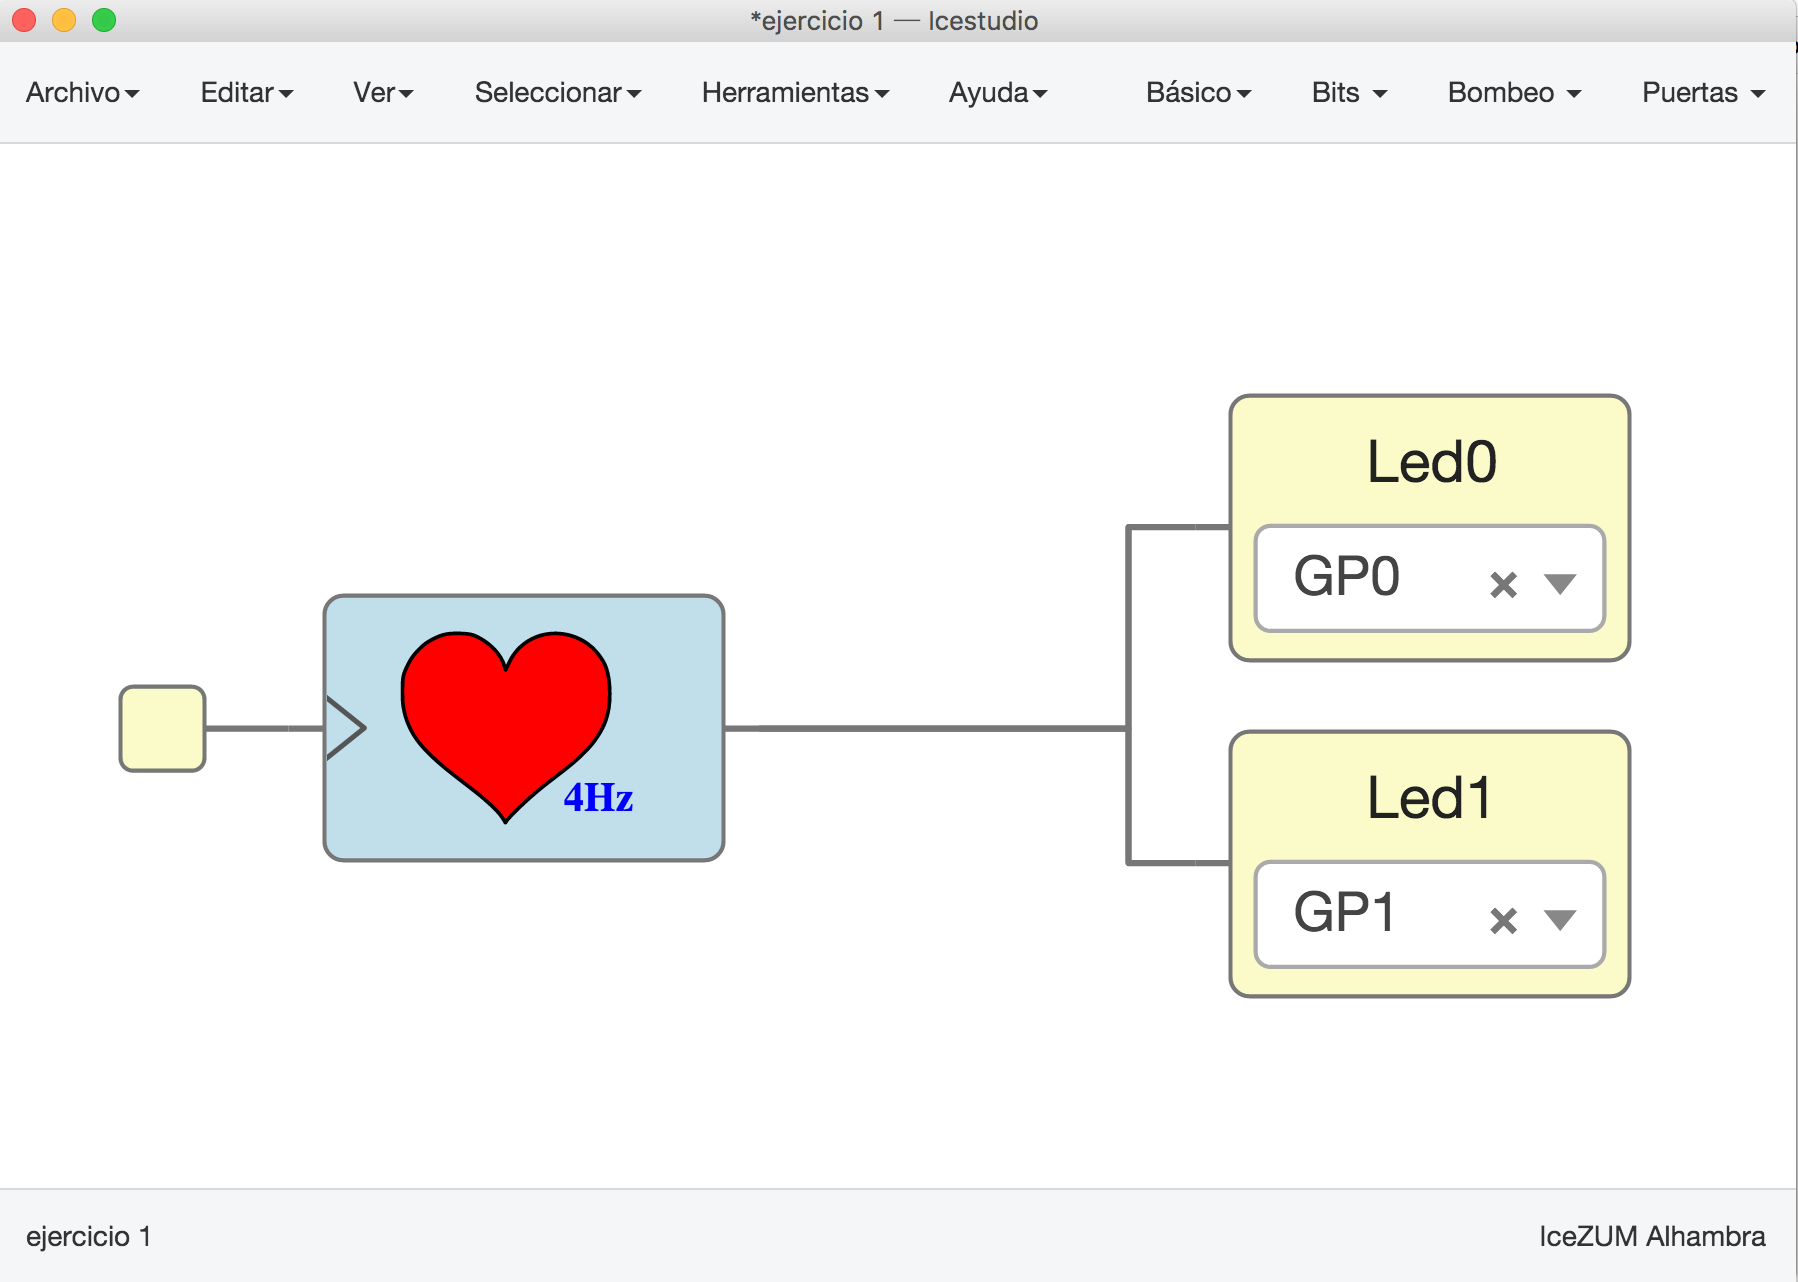 *ejercicio 1 — Icestudio
Archivo Editar Ver Seleccionar Herramientas Ayuda Básico Bits Bombeo Puertas
Led0
GP0
4Hz
Led1
GP1
ejercicio 1
IceZUM Alhambra